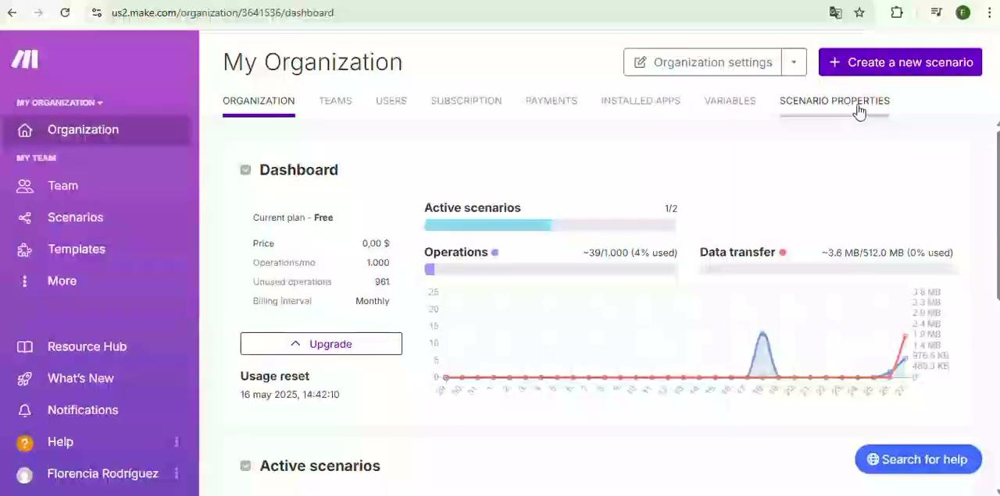 us2.make.com/organization/3641536/dashboard
F
MY ORGANIZATION
Organization
MY TEAM
Team
Scenarios
Templates
More
Resource Hub
What's New
Notifications
? Help
Florencia Rodríguez
My Organization
Organization settings
+ Create a new scenario
ORGANIZATION TEAMS USERS SUBSCRIPTION PAYMENTS INSTALLED APPS VARIABLES SCENARIO PROPERTIES
Dashboard
Current plan - Free
Price 0,00 $
Operations/mo 1.000
Unused operations 961
Billing interval Monthly
Upgrade
Usage reset
16 may 2025, 14:42:10
Active scenarios 1/2
Operations ~39/1.000 (4% used)
Data transfer ~3.6 MB/512.0 MB (0% used)
25
20
15
10
5
0
3.8 MB
3.3 MB
2.9 MB
2.4 MB
1.9 MB
1.4 MB
976.6 KB
488.3 KB
0
Active scenarios
Search for help